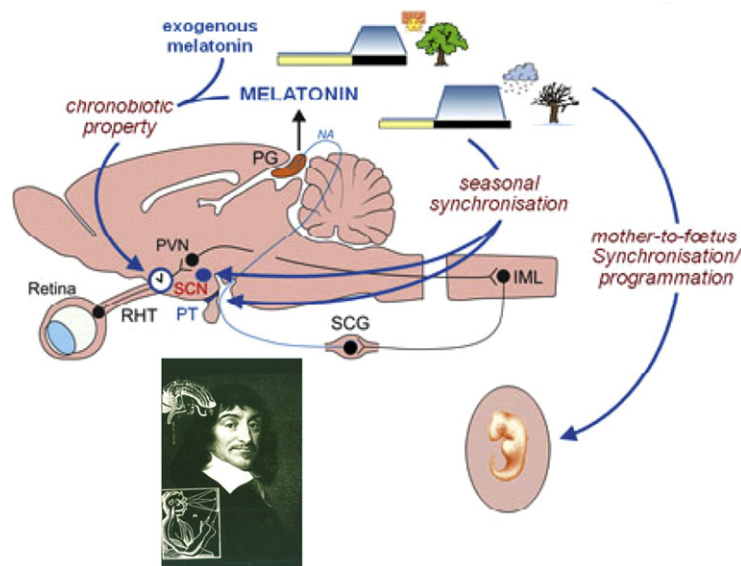 exogenous
melatonin
MELATONIN
chronobiotic
property
NA
PG
seasonal
synchronisation
mother-to-fœtus
Synchronisation/
programmation
PVN
SCN
IML
Retina
RHT
PT
SCG